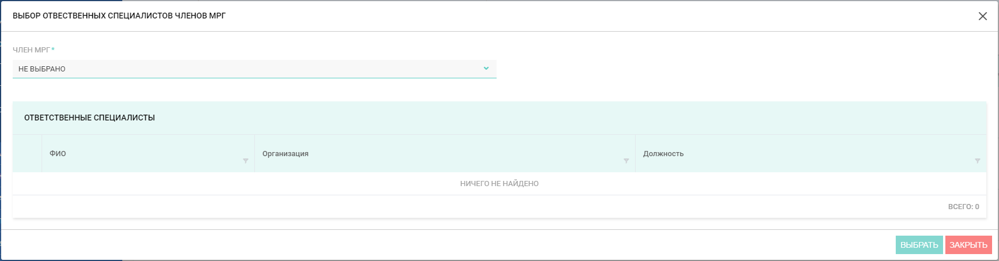 ВЫБОР ОТВЕСТВЕННЫХ СПЕЦИАЛИСТОВ ЧЛЕНОВ МРГ
ЧЛЕН МРГ*
НЕ ВЫБРАНО
ОТВЕТСТВЕННЫЕ СПЕЦИАЛИСТЫ
ФИО Организация Должность
НИЧЕГО НЕ НАЙДЕНО
ВСЕГО: 0
ВЫБРАТЬ ЗАКРЫТЬ